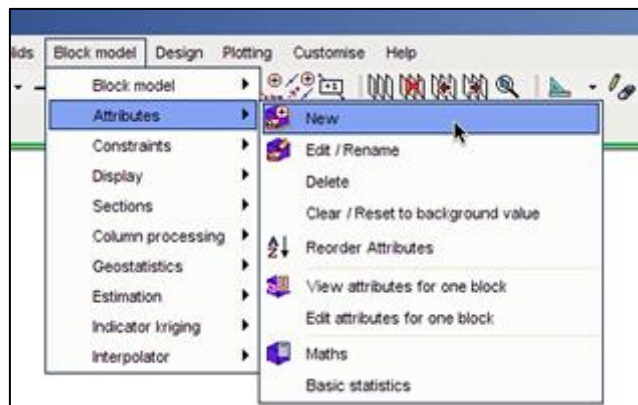 lids Block model Design Plotting Customise Help
Block model
Attributes
Constraints
Display
Sections
Column processing
Geostatistics
Estimation
Indicator kriging
Interpolator
New
Edit / Rename
Delete
Clear / Reset to background value
Reorder Attributes
View attributes for one block
Edit attributes for one block
Maths
Basic statistics